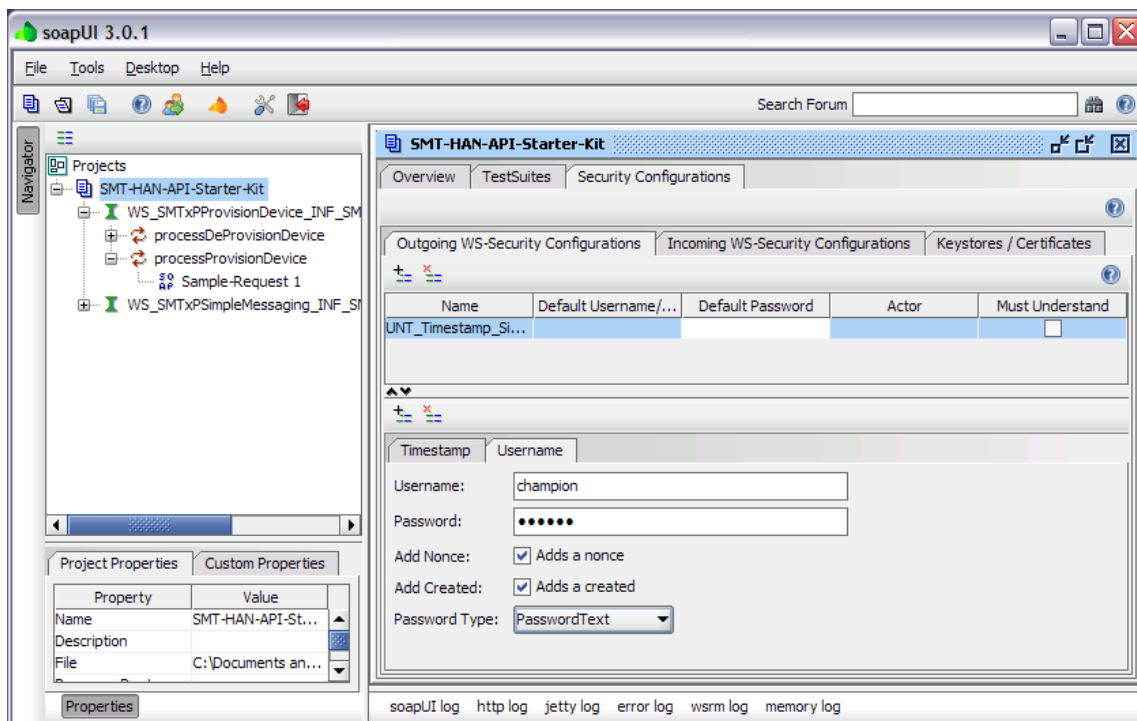 soapUI 3.0.1
File Tools Desktop Help
Search Forum
Navigator
Projects
SMT-HAN-API-Starter-Kit
WS_SMTxPProvisionDevice_INF_SM
processDeProvisionDevice
processProvisionDevice
Sample-Request 1
WS_SMTxPSimpleMessaging_INF_SM
Project Properties Custom Properties
Property Value
Name SMT-HAN-API-St...
Description
File C:\Documents an...
Properties
SMT-HAN-API-Starter-Kit
Overview TestSuites Security Configurations
Outgoing WS-Security Configurations Incoming WS-Security Configurations Keystores / Certificates
Name Default Username/... Default Password Actor Must Understand
UNT_Timestamp_Si...
Timestamp Username
Username: champion
Password: ••••••
Add Nonce: Adds a nonce
Add Created: Adds a created
Password Type: PasswordText
soapUI log http log jetty log error log wsrm log memory log